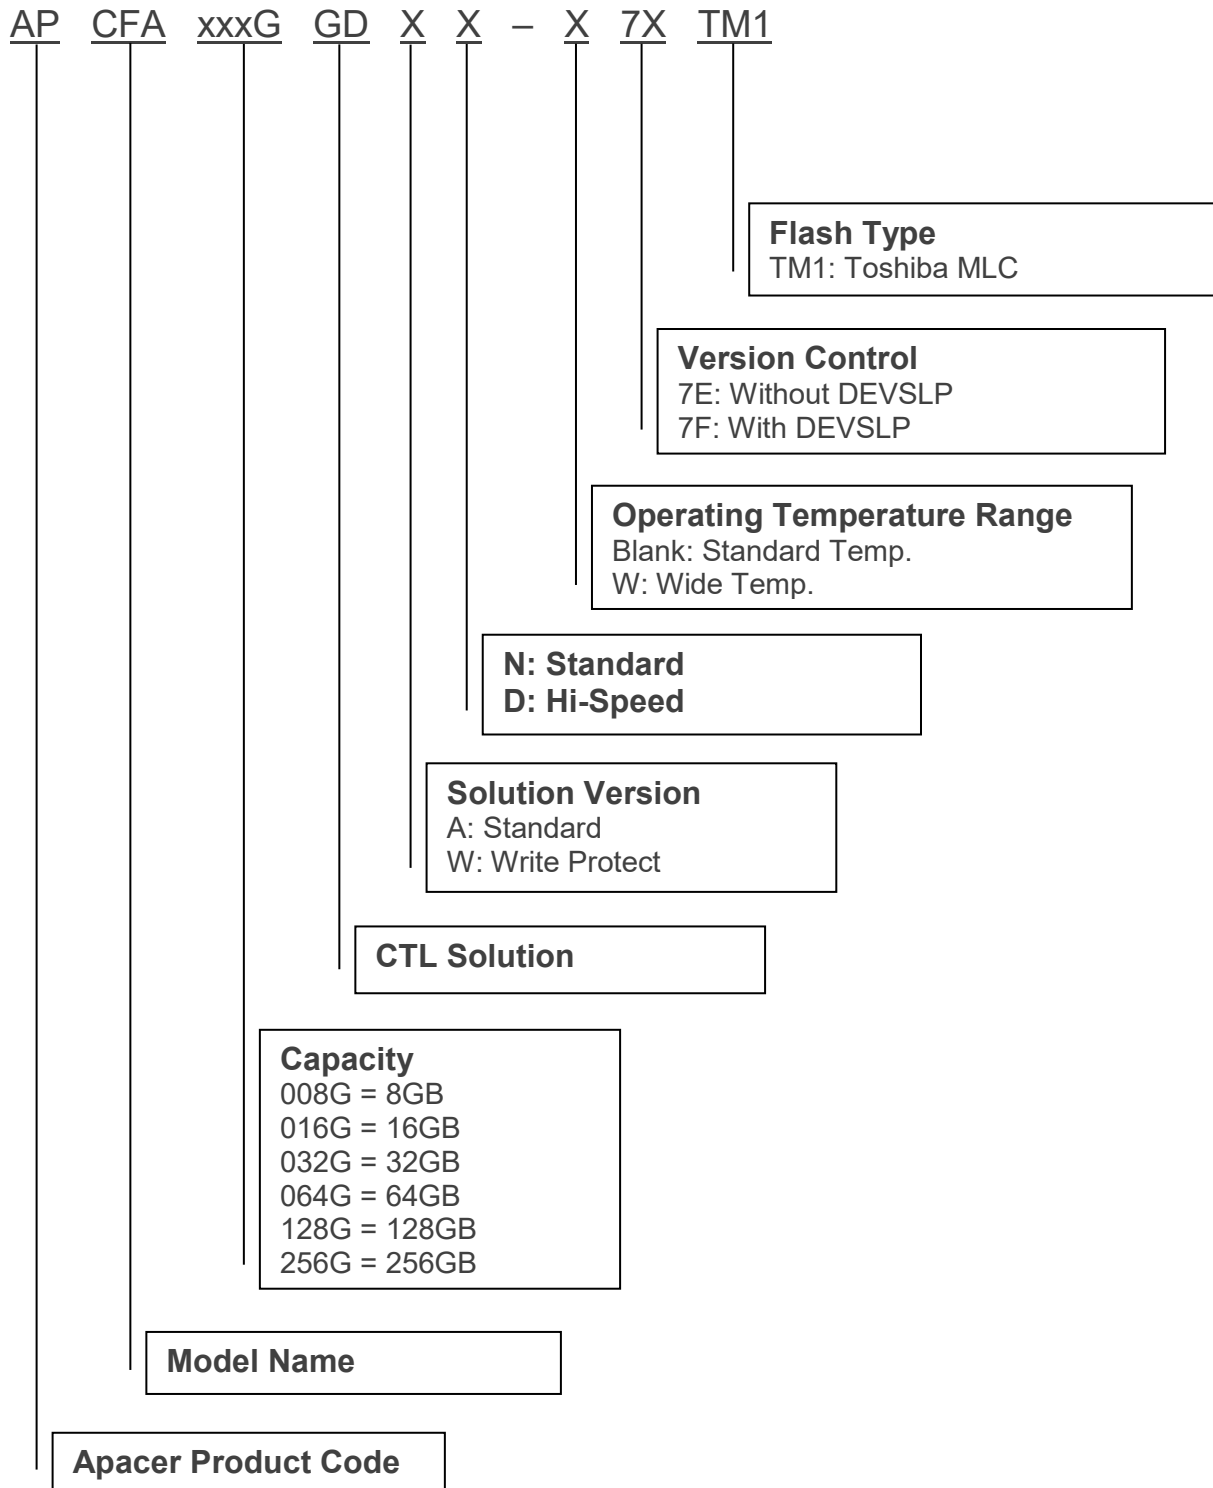 AP CFA xxxG GD X X – X 7X TM1
Flash Type
TM1: Toshiba MLC
Version Control
7E: Without DEVSLP
7F: With DEVSLP
Operating Temperature Range
Blank: Standard Temp.
W: Wide Temp.
N: Standard
D: Hi-Speed
Solution Version
A: Standard
W: Write Protect
CTL Solution
Capacity
008G = 8GB
016G = 16GB
032G = 32GB
064G = 64GB
128G = 128GB
256G = 256GB
Model Name
Apacer Product Code